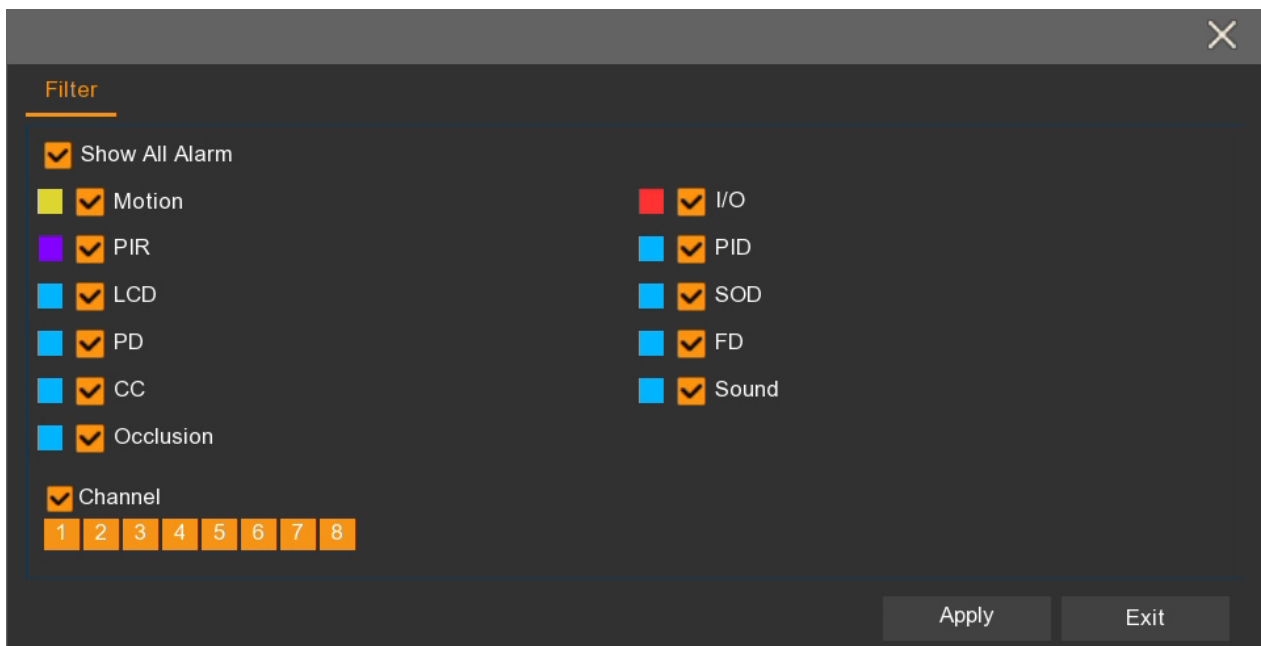 Filter
Show All Alarm
Motion I/O
PIR PID
LCD SOD
PD FD
CC Sound
Occlusion
Channel
1 2 3 4 5 6 7 8
Apply Exit